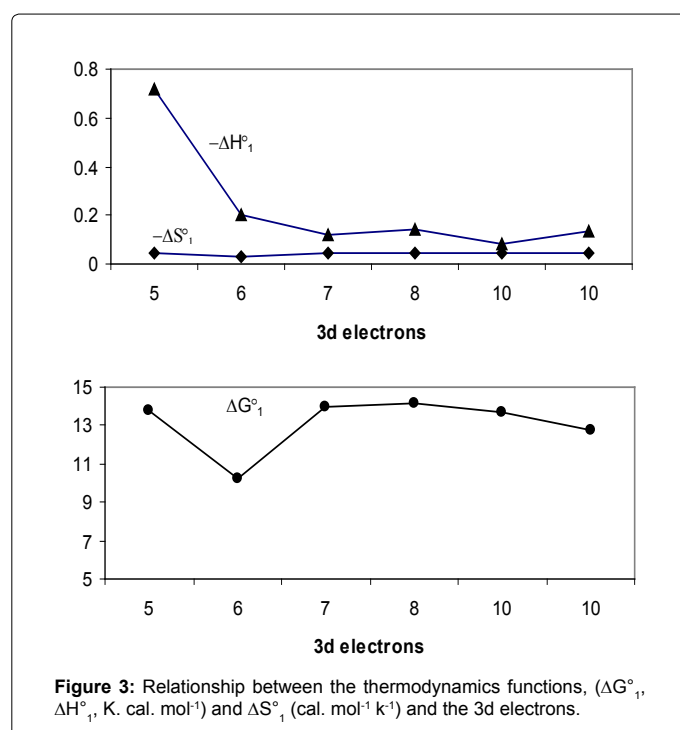 0.8
0.6
0.4
0.2
0
−ΔH°₁
−ΔS°₁
5 6 7 8 10 10
3d electrons
15
13
11
9
7
5
ΔG°₁
5 6 7 8 10 10
3d electrons
Figure 3: Relationship between the thermodynamics functions, (ΔG°₁,
ΔH°₁, K. cal. mol⁻¹) and ΔS°₁ (cal. mol⁻¹ k⁻¹) and the 3d electrons.